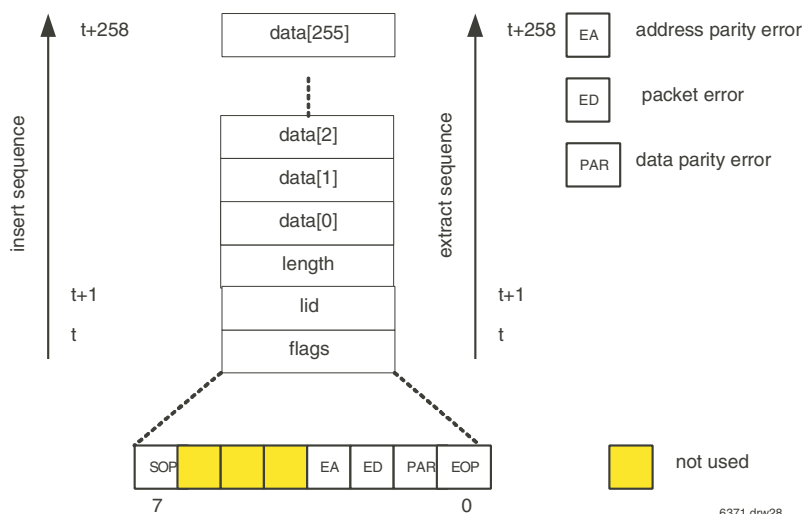 t+258
data[255]
t+258
EA
address parity error
ED
packet error
PAR
data parity error
insert sequence
extract sequence
data[2]
data[1]
data[0]
length
t+1
lid
t+1
t
flags
t
SOP
EA
ED
PAR
EOP
not used
7
0
6371 drw28